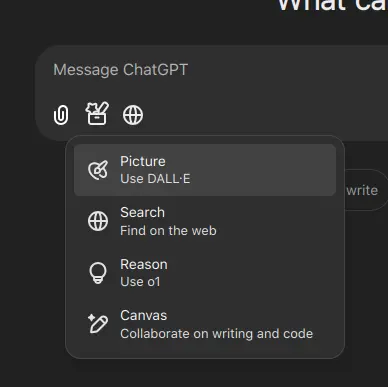 What ca
Message ChatGPT
Picture
Use DALL·E
write
Search
Find on the web
Reason
Use o1
Canvas
Collaborate on writing and code